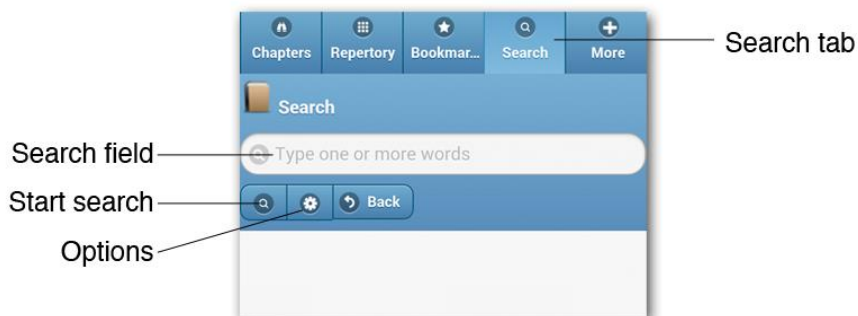 Chapters Repertory Bookmar... Search More
Search tab
Search
Search field
Type one or more words
Start search
Back
Options